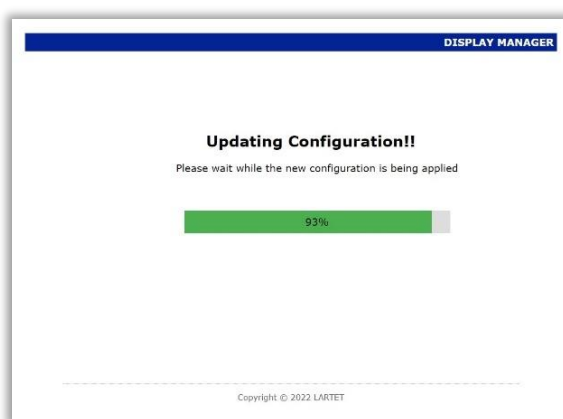 DISPLAY MANAGER
Updating Configuration!!
Please wait while the new configuration is being applied
93%
Copyright © 2022 LARTET